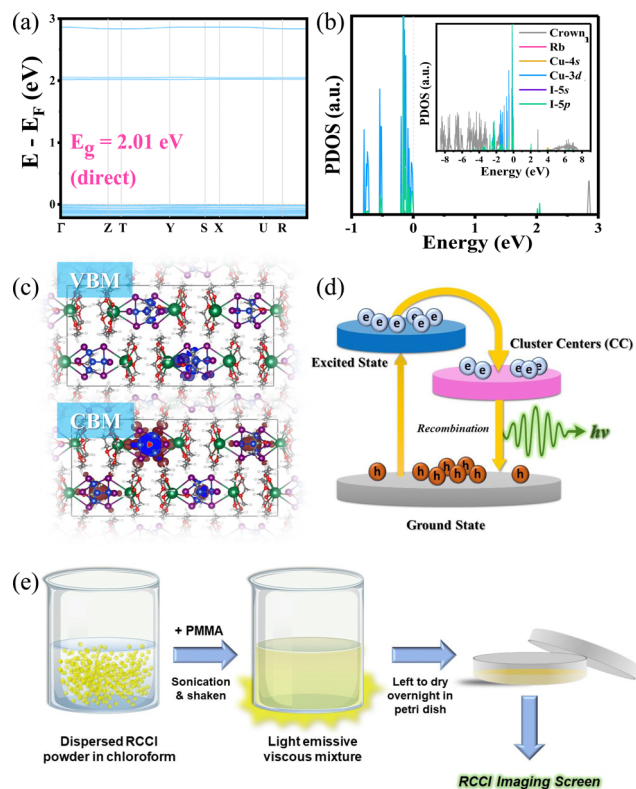 (a)
E - E_F (eV)
3
2
1
0
E_g = 2.01 eV
(direct)
Γ Z T Y S X U R
(b)
PDOS (a.u.)
Energy (eV)
-1 0 1 2 3
PDOS (a.u.)
Energy (eV)
-8 -6 -4 -2 0 2 4 6 8
Crown
Rb
Cu-4s
Cu-3d
I-5s
I-5p
(c)
VBM
CBM
(d)
e e e e e e
Excited State
Cluster Centers (CC)
e e e e
Recombination
hν
h h h h h h h h
Ground State
(e)
+ PMMA
Sonication
& shaken
Left to dry
overnight in
petri dish
Dispersed RCCI
powder in chloroform
Light emissive
viscous mixture
RCCI Imaging Screen